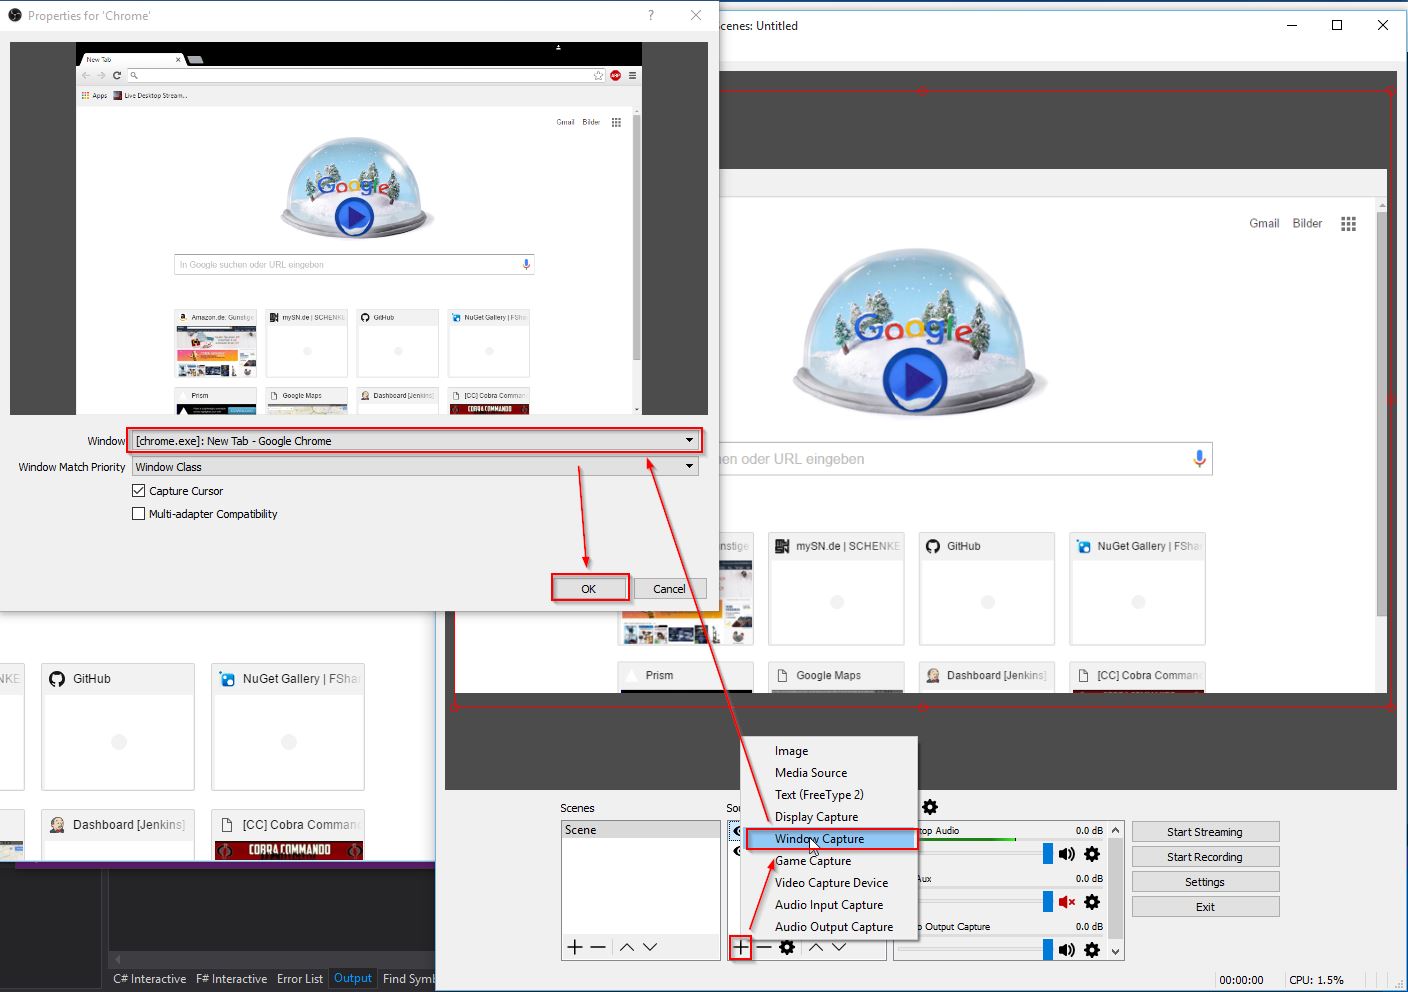 Properties for 'Chrome'
?
New Tab
Apps
Live Desktop Stream...
Gmail
Bilder
Google
In Google suchen oder URL eingeben
Amazon.de: Gunstige
mySN.de | SCHENKE
GitHub
NuGet Gallery | FSha
Prism
Google Maps
Dashboard [Jenkins]
[CC] Cobra Comman
COBRA COMMANDO
Window
[chrome.exe]: New Tab - Google Chrome
Window Match Priority
Window Class
Capture Cursor
Multi-adapter Compatibility
OK
Cancel
cenes: Untitled
Gmail
Bilder
Google
en oder URL eingeben
nstige
mySN.de | SCHENKE
GitHub
NuGet Gallery | FSha
Prism
Google Maps
Dashboard [Jenkins]
[CC] Cobra Comman
NKE
GitHub
NuGet Gallery | FSha
Dashboard [Jenkins]
[CC] Cobra Comman
COBRA COMMANDO
Image
Media Source
Text (FreeType 2)
Display Capture
Window Capture
Game Capture
Video Capture Device
Audio Input Capture
Audio Output Capture
Scenes
Scene
Sou
top Audio
0.0 dB
Aux
0.0 dB
o Output Capture
0.0 dB
Start Streaming
Start Recording
Settings
Exit
00:00:00
CPU: 1.5%
C# Interactive
F# Interactive
Error List
Output
Find Symb